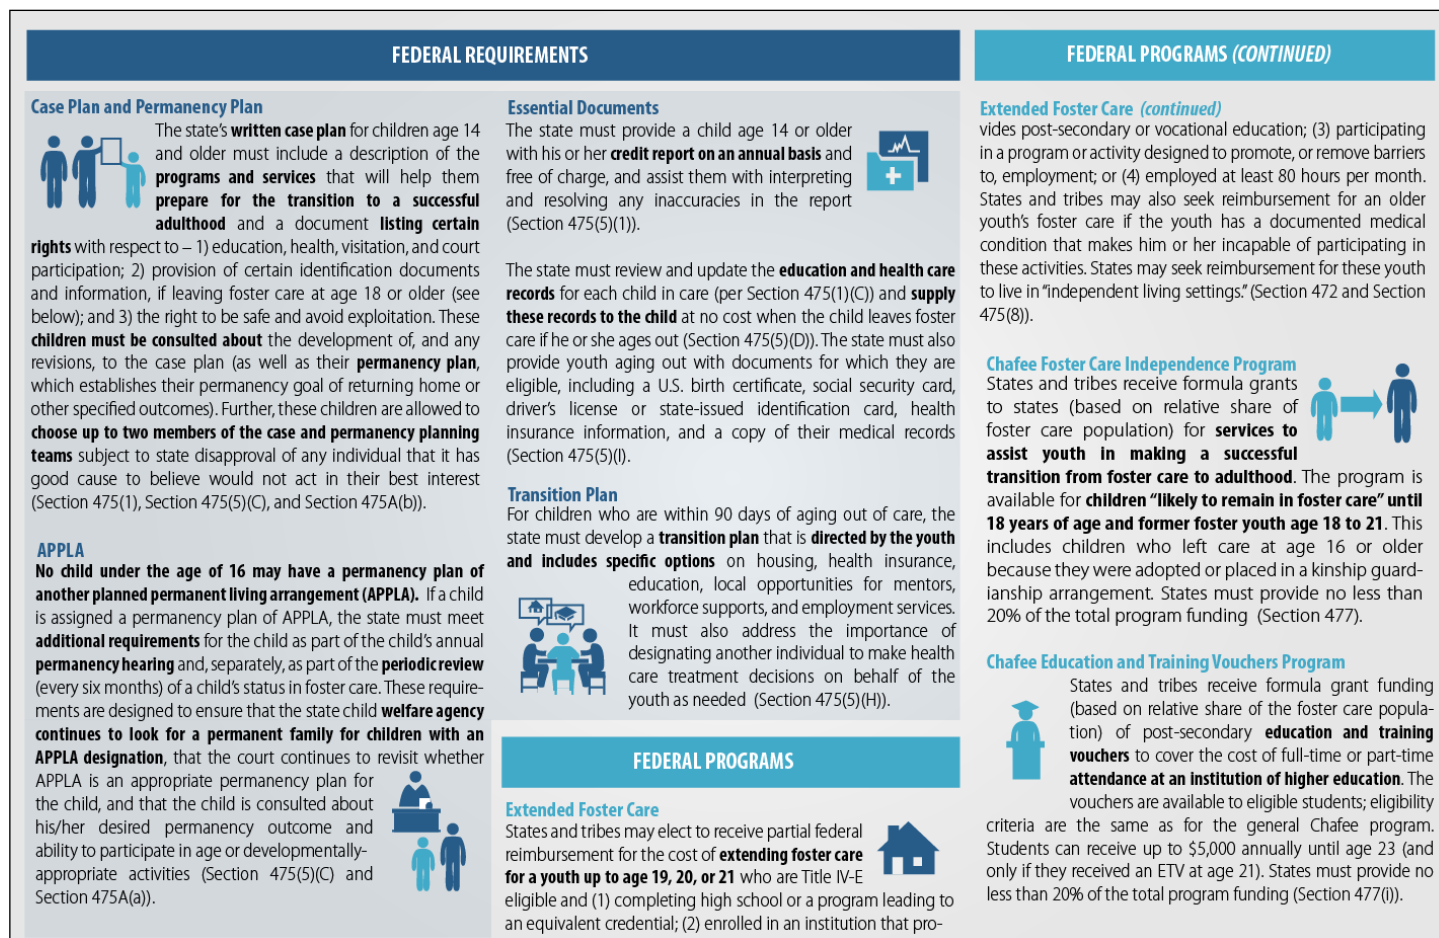 FEDERAL REQUIREMENTS
Case Plan and Permanency Plan
The state's written case plan for children age 14
and older must include a description of the
programs and services that will help them
prepare for the transition to a successful
adulthood and a document listing certain
rights with respect to – 1) education, health, visitation, and court
participation; 2) provision of certain identification documents
and information, if leaving foster care at age 18 or older (see
below); and 3) the right to be safe and avoid exploitation. These
children must be consulted about the development of, and any
revisions, to the case plan (as well as their permanency plan,
which establishes their permanency goal of returning home or
other specified outcomes). Further, these children are allowed to
choose up to two members of the case and permanency planning
teams subject to state disapproval of any individual that it has
good cause to believe would not act in their best interest
(Section 475(1), Section 475(5)(C), and Section 475A(b)).
APPLA
No child under the age of 16 may have a permanency plan of
another planned permanent living arrangement (APPLA). If a child
is assigned a permanency plan of APPLA, the state must meet
additional requirements for the child as part of the child's annual
permanency hearing and, separately, as part of the periodic review
(every six months) of a child's status in foster care. These require-
ments are designed to ensure that the state child welfare agency
continues to look for a permanent family for children with an
APPLA designation, that the court continues to revisit whether
APPLA is an appropriate permanency plan for
the child, and that the child is consulted about
his/her desired permanency outcome and
ability to participate in age or developmentally-
appropriate activities (Section 475(5)(C) and
Section 475A(a)).
Essential Documents
The state must provide a child age 14 or older
with his or her credit report on an annual basis and
free of charge, and assist them with interpreting
and resolving any inaccuracies in the report
(Section 475(5)(1)).
The state must review and update the education and health care
records for each child in care (per Section 475(1)(C)) and supply
these records to the child at no cost when the child leaves foster
care if he or she ages out (Section 475(5)(D)). The state must also
provide youth aging out with documents for which they are
eligible, including a U.S. birth certificate, social security card,
driver's license or state-issued identification card, health
insurance information, and a copy of their medical records
(Section 475(5)(I).
Transition Plan
For children who are within 90 days of aging out of care, the
state must develop a transition plan that is directed by the youth
and includes specific options on housing, health insurance,
education, local opportunities for mentors,
workforce supports, and employment services.
It must also address the importance of
designating another individual to make health
care treatment decisions on behalf of the
youth as needed (Section 475(5)(H)).
FEDERAL PROGRAMS
Extended Foster Care
States and tribes may elect to receive partial federal
reimbursement for the cost of extending foster care
for a youth up to age 19, 20, or 21 who are Title IV-E
eligible and (1) completing high school or a program leading to
an equivalent credential; (2) enrolled in an institution that pro-
FEDERAL PROGRAMS (CONTINUED)
Extended Foster Care (continued)
vides post-secondary or vocational education; (3) participating
in a program or activity designed to promote, or remove barriers
to, employment; or (4) employed at least 80 hours per month.
States and tribes may also seek reimbursement for an older
youth's foster care if the youth has a documented medical
condition that makes him or her incapable of participating in
these activities. States may seek reimbursement for these youth
to live in "independent living settings." (Section 472 and Section
475(8)).
Chafee Foster Care Independence Program
States and tribes receive formula grants
to states (based on relative share of
foster care population) for services to
assist youth in making a successful
transition from foster care to adulthood. The program is
available for children "likely to remain in foster care" until
18 years of age and former foster youth age 18 to 21. This
includes children who left care at age 16 or older
because they were adopted or placed in a kinship guard-
ianship arrangement. States must provide no less than
20% of the total program funding (Section 477).
Chafee Education and Training Vouchers Program
States and tribes receive formula grant funding
(based on relative share of the foster care popula-
tion) of post-secondary education and training
vouchers to cover the cost of full-time or part-time
attendance at an institution of higher education. The
vouchers are available to eligible students; eligibility
criteria are the same as for the general Chafee program.
Students can receive up to $5,000 annually until age 23 (and
only if they received an ETV at age 21). States must provide no
less than 20% of the total program funding (Section 477(i)).